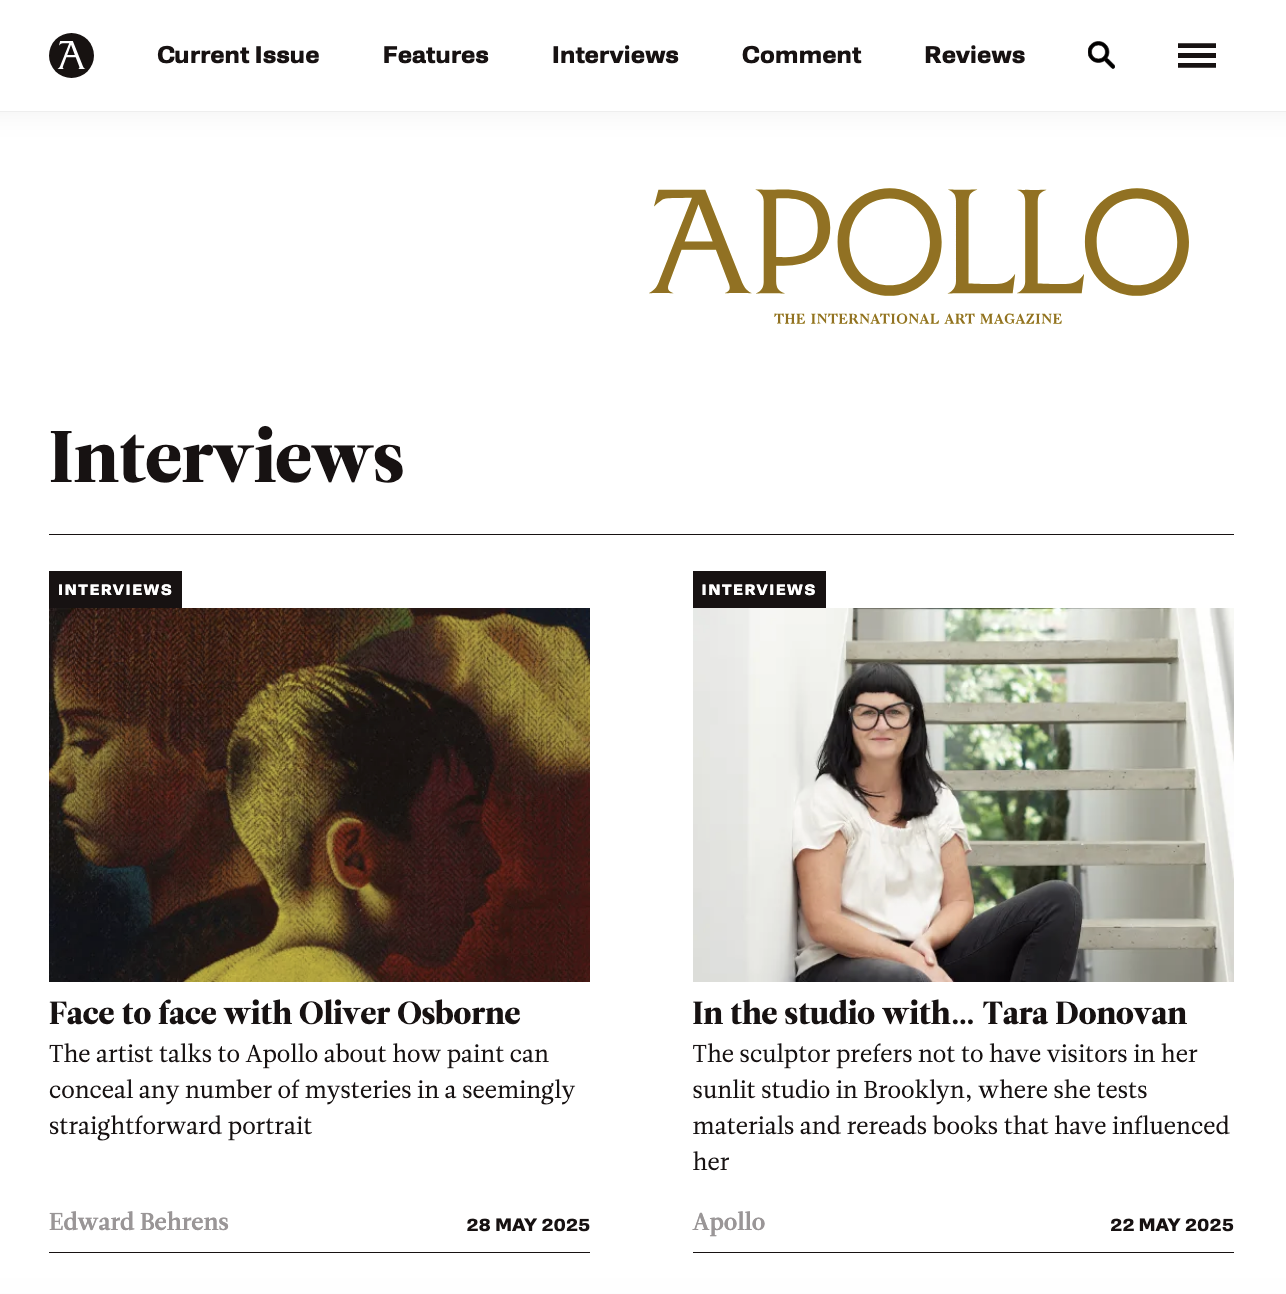 A
Current Issue
Features
Interviews
Comment
Reviews
APOLLO
THE INTERNATIONAL ART MAGAZINE
Interviews
INTERVIEWS
Face to face with Oliver Osborne
The artist talks to Apollo about how paint can
conceal any number of mysteries in a seemingly
straightforward portrait
Edward Behrens
28 MAY 2025
INTERVIEWS
In the studio with… Tara Donovan
The sculptor prefers not to have visitors in her
sunlit studio in Brooklyn, where she tests
materials and rereads books that have influenced
her
Apollo
22 MAY 2025